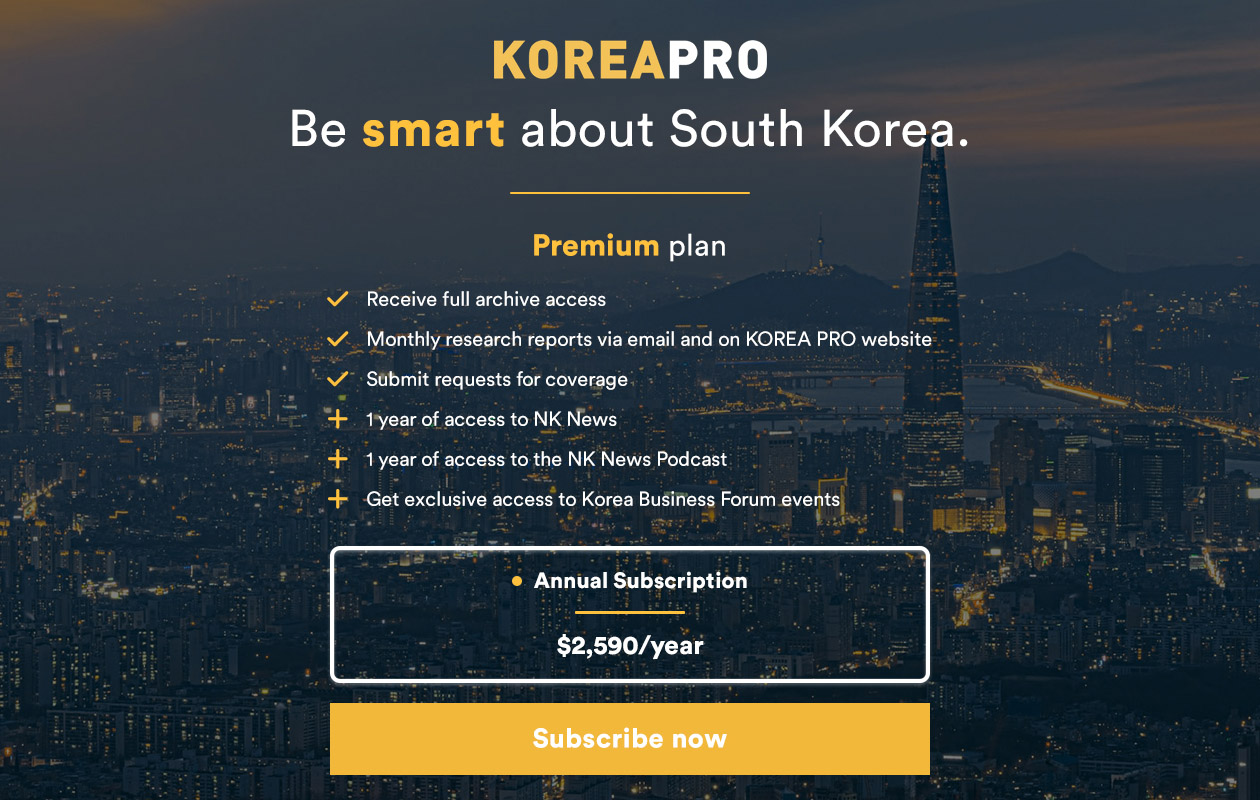 KOREAPRO
Be smart about South Korea.
Premium plan
Receive full archive access
Monthly research reports via email and on KOREA PRO website
Submit requests for coverage
1 year of access to NK News
1 year of access to the NK News Podcast
Get exclusive access to Korea Business Forum events
Annual Subscription
$2,590/year
Subscribe now